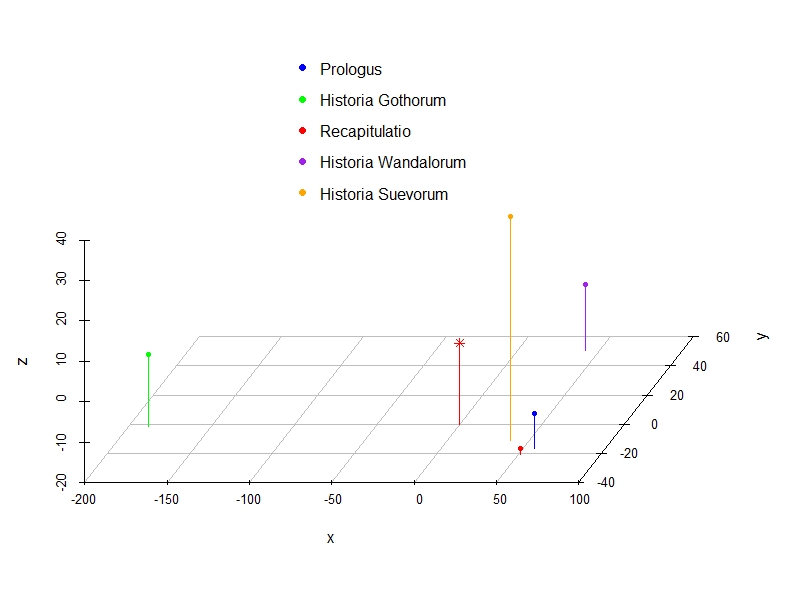 Prologus
Historia Gothorum
Recapitulatio
Historia Wandalorum
Historia Suevorum
40
30
20
10
0
-10
-20
z
-200
-150
-100
-50
0
50
100
x
-40
-20
0
20
40
60
y